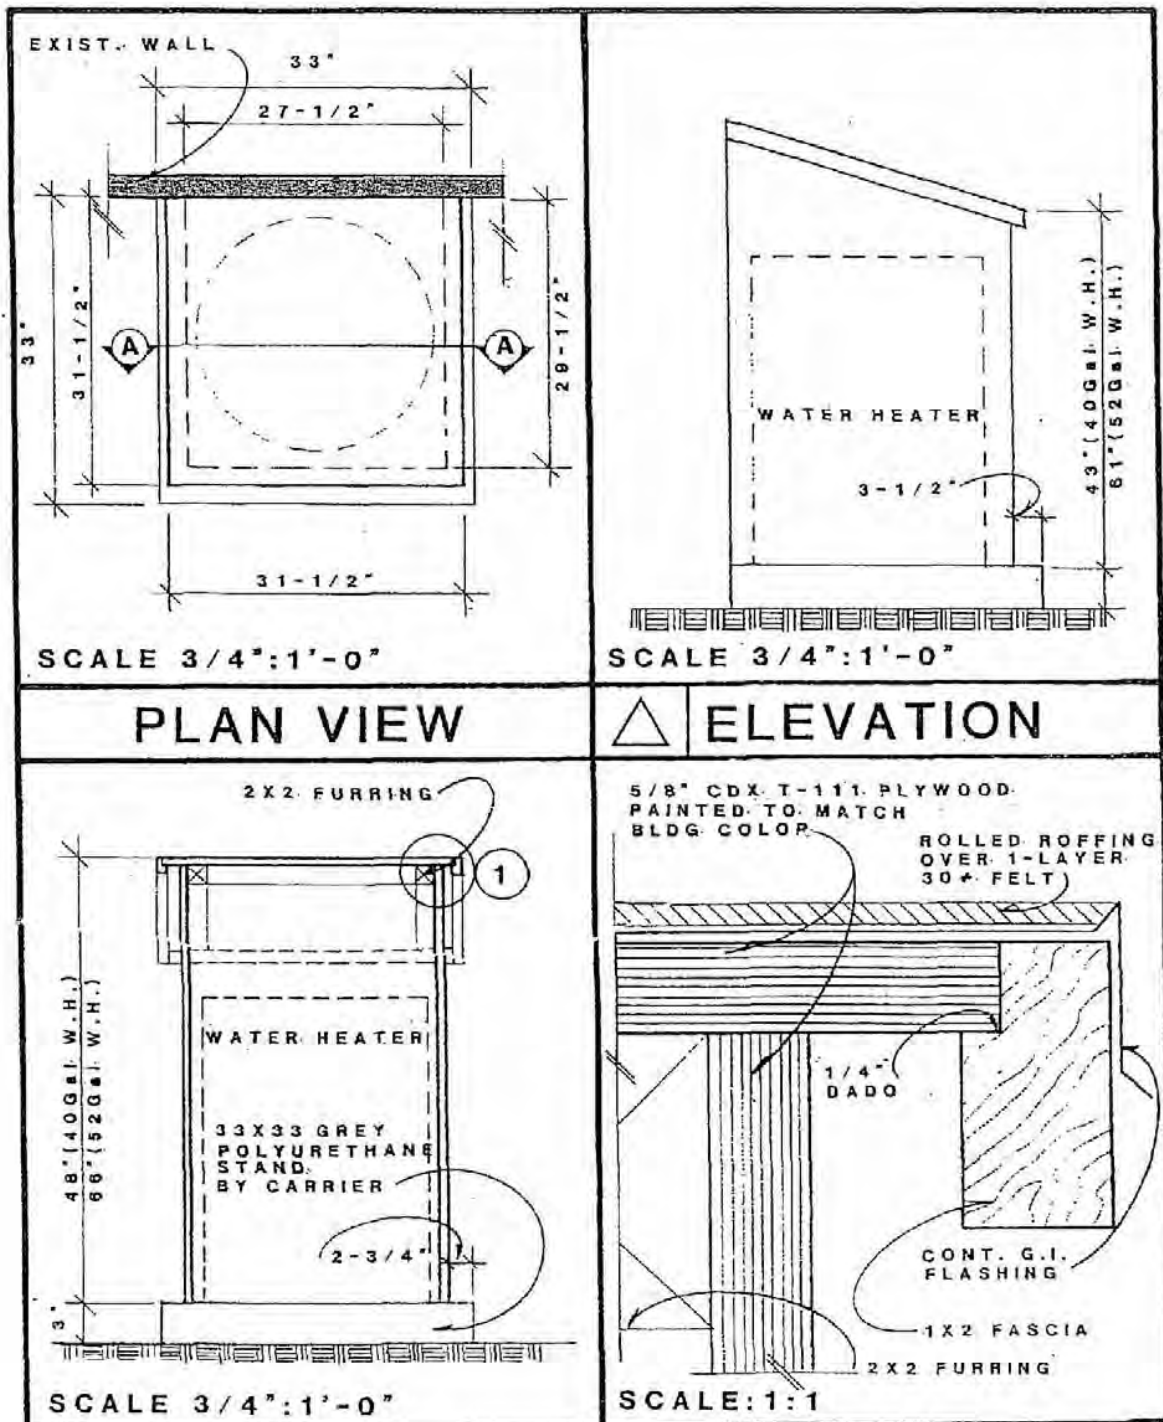 EXIST. WALL
33"
27-1/2"
33"
31-1/2"
A
A
29-1/2"
31-1/2"
SCALE 3/4":1'-0"
PLAN VIEW
WATER HEATER
3-1/2"
43"(40Gal W.H.)
61"(52Gal W.H.)
SCALE 3/4":1'-0"
ELEVATION
2X2 FURRING
1
48"(40Gal W.H.)
66"(52Gal W.H.)
WATER HEATER
33X33 GREY
POLYURETHANE
STAND
BY CARRIER
2-3/4"
3"
SCALE 3/4":1'-0"
5/8" CDX T-111 PLYWOOD
PAINTED TO MATCH
BLDG COLOR
ROLLED ROFFING
OVER 1-LAYER
30# FELT
1/4"
DADO
CONT. G.I.
FLASHING
1X2 FASCIA
2X2 FURRING
SCALE:1:1